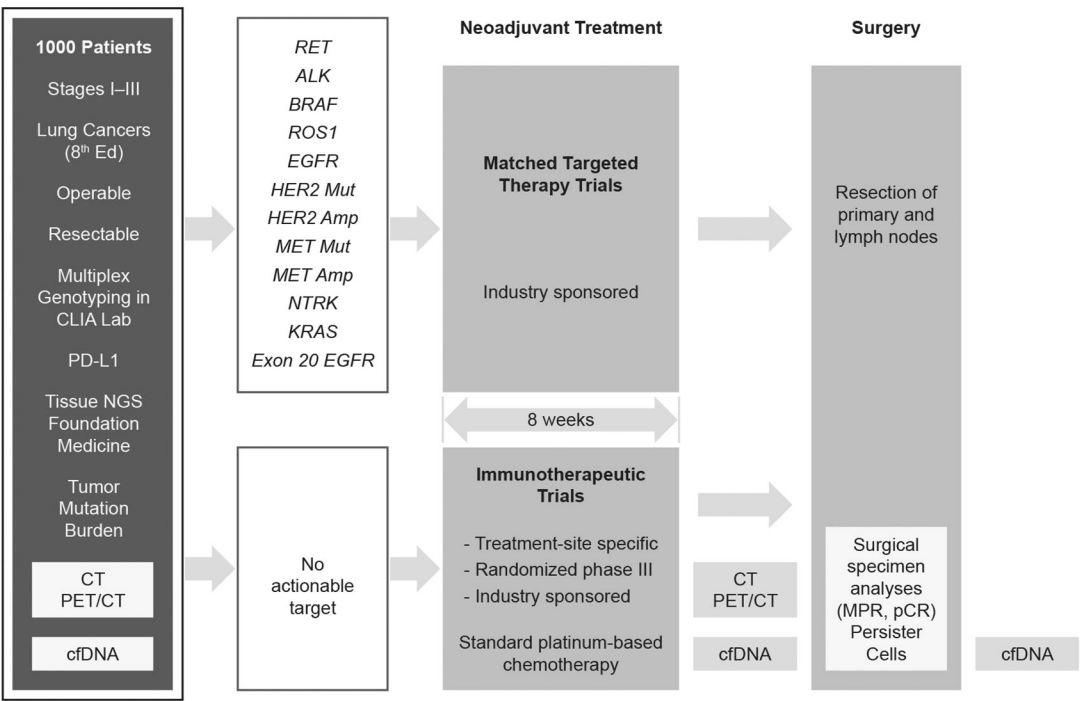 1000 Patients
Stages I–III
Lung Cancers
(8th Ed)
Operable
Resectable
Multiplex
Genotyping in
CLIA Lab
PD-L1
Tissue NGS
Foundation
Medicine
Tumor
Mutation
Burden
CT
PET/CT
cfDNA
RET
ALK
BRAF
ROS1
EGFR
HER2 Mut
HER2 Amp
MET Mut
MET Amp
NTRK
KRAS
Exon 20 EGFR
No
actionable
target
Neoadjuvant Treatment
Matched Targeted
Therapy Trials
Industry sponsored
8 weeks
Immunotherapeutic
Trials
- Treatment-site specific
- Randomized phase III
- Industry sponsored
Standard platinum-based
chemotherapy
CT
PET/CT
cfDNA
Surgery
Resection of
primary and
lymph nodes
Surgical
specimen
analyses
(MPR, pCR)
Persister
Cells
cfDNA